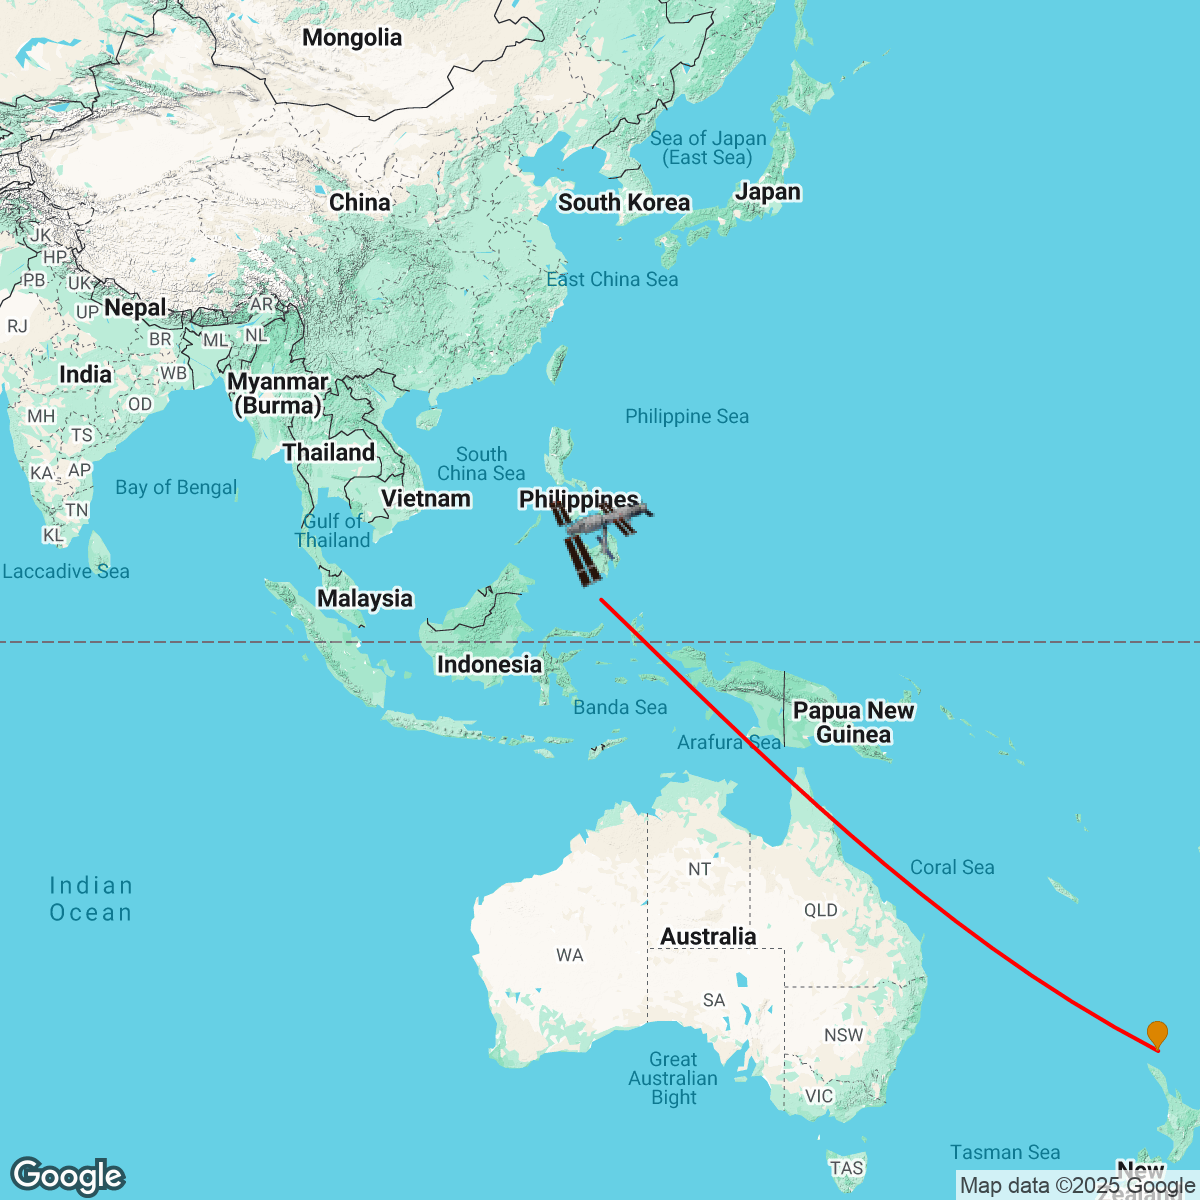 Mongolia
Sea of Japan
(East Sea)
Japan
South Korea
China
JK
HP
PB
UK
East China Sea
Nepal
AR
UP
RJ
BR
ML
NL
India
WB
Myanmar
(Burma)
OD
MH
TS
Philippine Sea
Thailand
South
China Sea
KA
AP
Bay of Bengal
Vietnam
Philippines
TN
KL
Gulf of
Thailand
Laccadive Sea
Malaysia
Indonesia
Banda Sea
Papua New
Guinea
Arafura Sea
Indian
Ocean
NT
Coral Sea
QLD
Australia
WA
SA
NSW
Great
Australian
Bight
VIC
Tasman Sea
TAS
New
Zealand
Google
Map data ©2025 Google